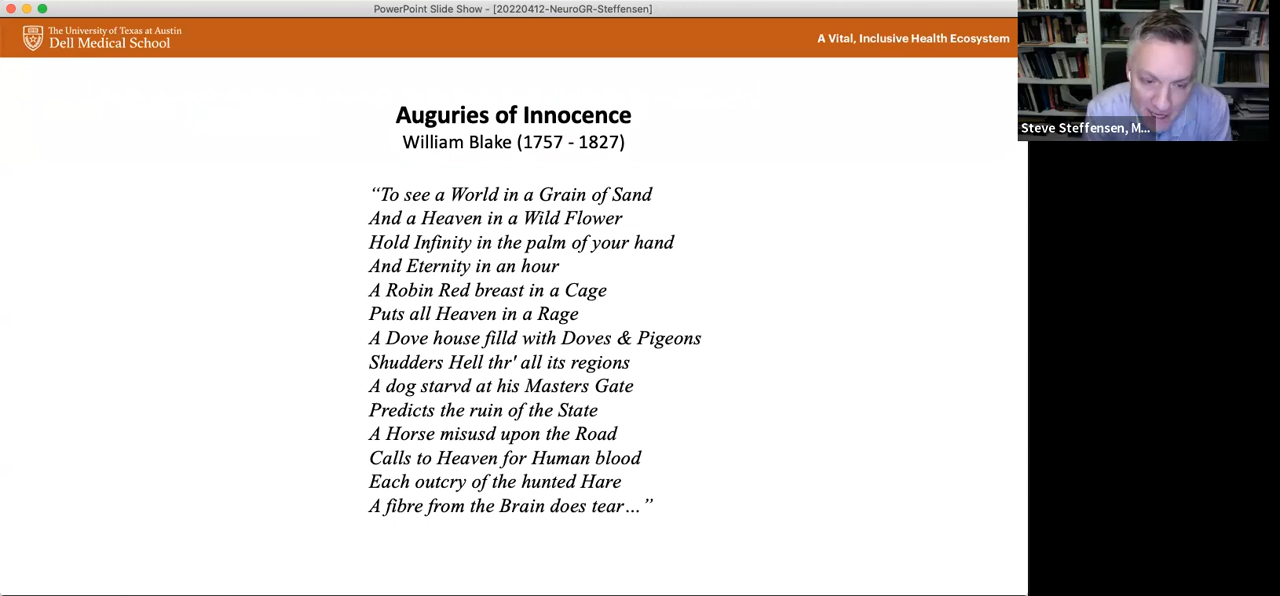 PowerPoint Slide Show - [20220412-NeuroGR-Steffensen]
The University of Texas at Austin
Dell Medical School
A Vital, Inclusive Health Ecosystem
Steve Steffensen, M...
Auguries of Innocence
William Blake (1757 - 1827)
“To see a World in a Grain of Sand
And a Heaven in a Wild Flower
Hold Infinity in the palm of your hand
And Eternity in an hour
A Robin Red breast in a Cage
Puts all Heaven in a Rage
A Dove house filld with Doves & Pigeons
Shudders Hell thr' all its regions
A dog starvd at his Masters Gate
Predicts the ruin of the State
A Horse misusd upon the Road
Calls to Heaven for Human blood
Each outcry of the hunted Hare
A fibre from the Brain does tear…”